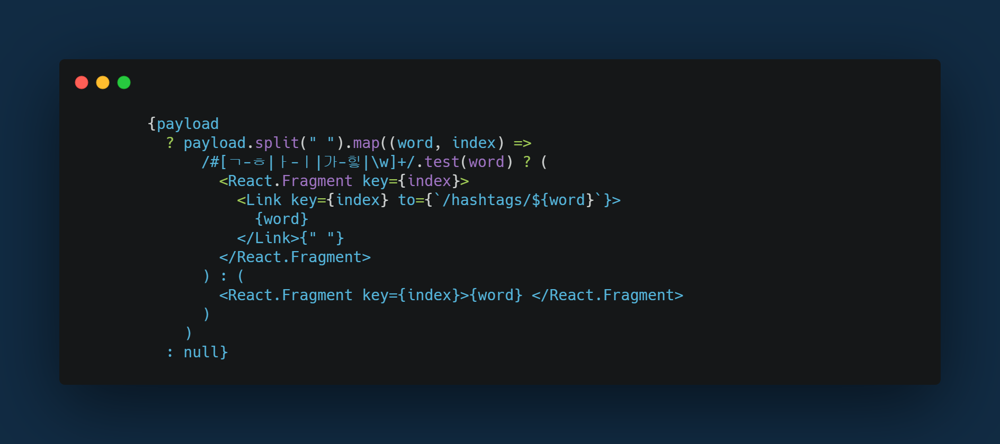 {payload
? payload.split(" ").map((word, index) =>
/#[ㄱ-ㅎ|ㅏ-ㅣ|가-힣|\w]+/.test(word) ? (
<React.Fragment key={index}>
<Link key={index} to={`/hashtags/${word}`}>
{word}
</Link>{" "}
</React.Fragment>
) : (
<React.Fragment key={index}>{word} </React.Fragment>
)
)
: null}